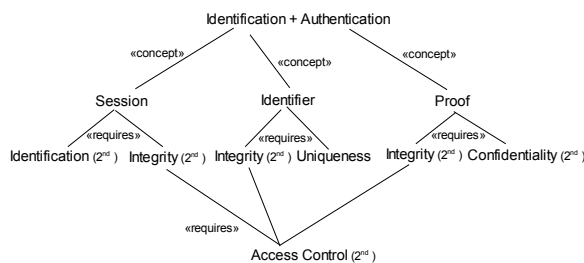 Identification + Authentication
«concept» «concept» «concept»
Session Identifier Proof
«requires» «requires» «requires»
Identification (2nd) Integrity (2nd) Integrity (2nd) Uniqueness Integrity (2nd) Confidentiality (2nd)
«requires»
Access Control (2nd)